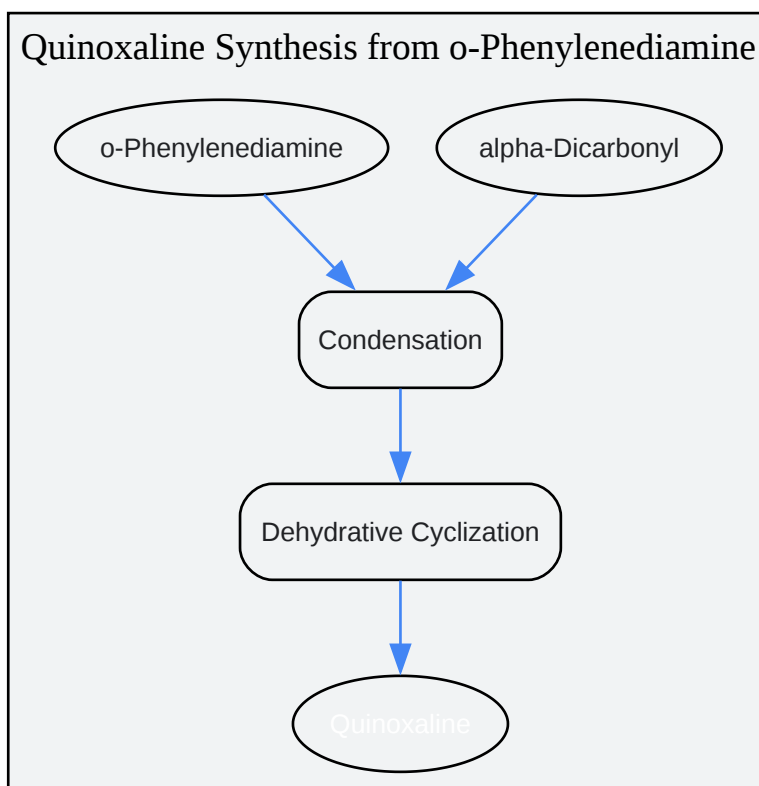 Quinoxaline Synthesis from o-Phenylenediamine
o-Phenylenediamine
alpha-Dicarbonyl
Condensation
Dehydrative Cyclization
Quinoxaline